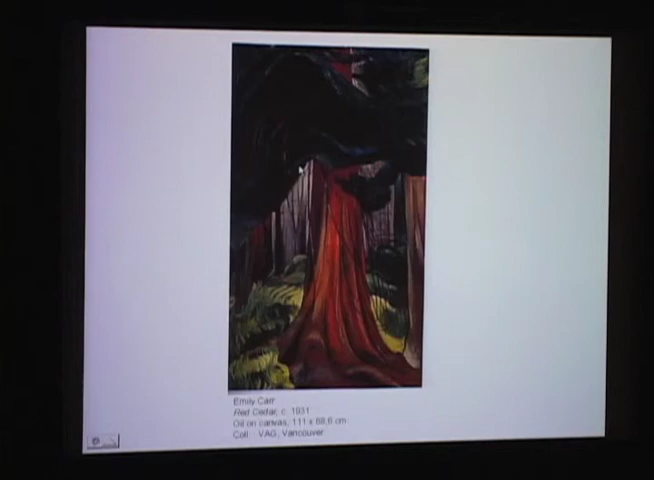 Emily Carr
Red Cedar, c. 1931
Oil on canvas, 111 x 68,6 cm
Coll.: VAG, Vancouver